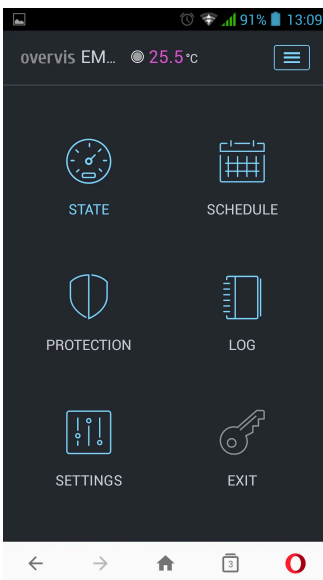 91% 13:09
overvis EM... 25.5°C
STATE SCHEDULE
PROTECTION LOG
SETTINGS EXIT
3